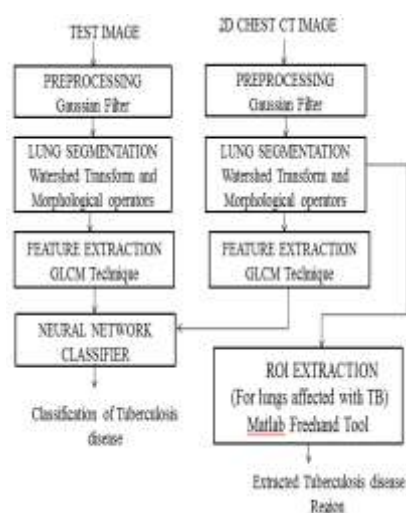 TEST IMAGE
PREPROCESSING
Gaussian Filter
LUNG SEGMENTATION
Watershed Transform and
Morphological operators
FEATURE EXTRACTION
GLCM Technique
NEURAL NETWORK
CLASSIFIER
Classification of Tuberculosis
disease
2D CHEST CT IMAGE
PREPROCESSING
Gaussian Filter
LUNG SEGMENTATION
Watershed Transform and
Morphological operators
FEATURE EXTRACTION
GLCM Technique
ROI EXTRACTION
(For lungs affected with TB)
Matlab Freehand Tool
Extracted Tuberculosis disease
Region